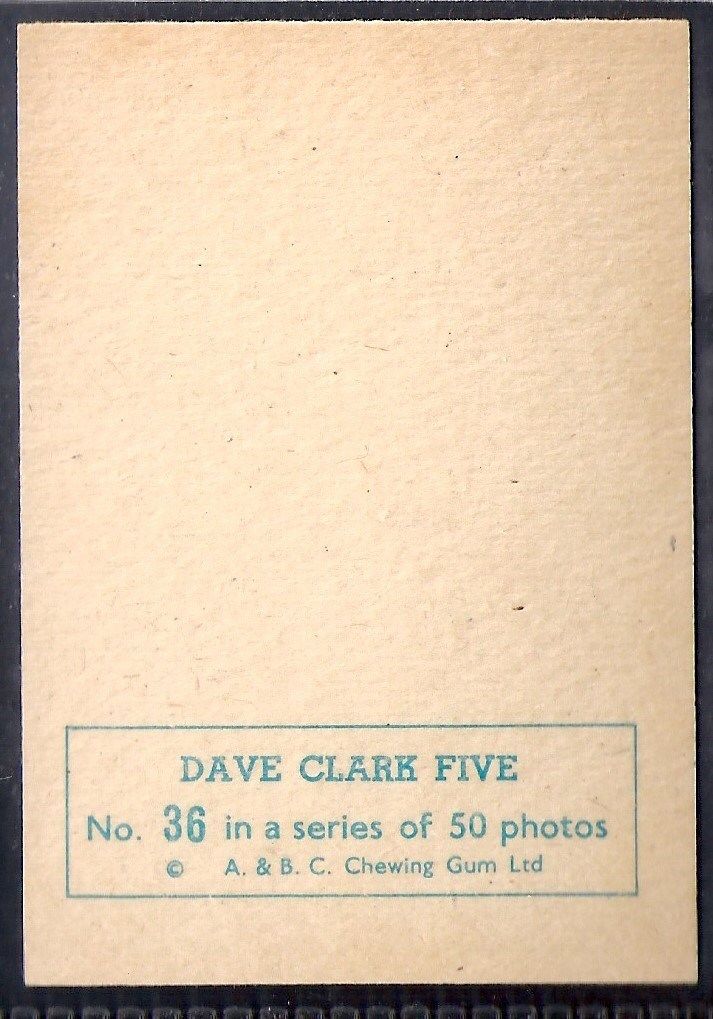 DAVE CLARK FIVE
No. 36 in a series of 50 photos
© A. & B. C. Chewing Gum Ltd